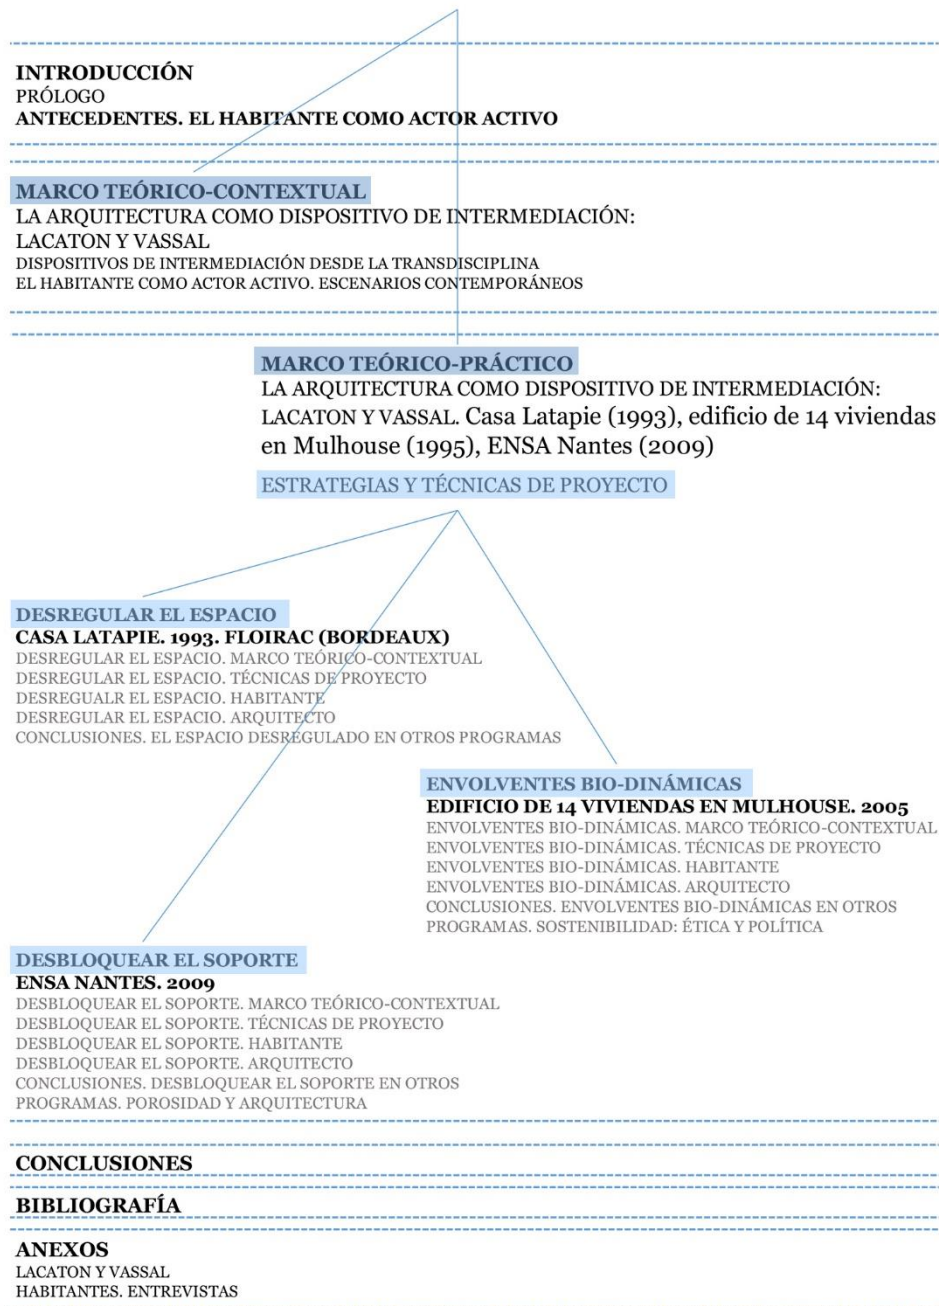 INTRODUCCIÓN
PRÓLOGO
ANTECEDENTES. EL HABITANTE COMO ACTOR ACTIVO
MARCO TEÓRICO-CONTEXTUAL
LA ARQUITECTURA COMO DISPOSITIVO DE INTERMEDIACIÓN:
LACATON Y VASSAL
DISPOSITIVOS DE INTERMEDIACIÓN DESDE LA TRANSDISCIPLINA
EL HABITANTE COMO ACTOR ACTIVO. ESCENARIOS CONTEMPORÁNEOS
MARCO TEÓRICO-PRÁCTICO
LA ARQUITECTURA COMO DISPOSITIVO DE INTERMEDIACIÓN:
LACATON Y VASSAL. Casa Latapie (1993), edificio de 14 viviendas
en Mulhouse (1995), ENSA Nantes (2009)
ESTRATEGIAS Y TÉCNICAS DE PROYECTO
DESREGULAR EL ESPACIO
CASA LATAPIE. 1993. FLOIRAC (BORDEAUX)
DESREGULAR EL ESPACIO. MARCO TEÓRICO-CONTEXTUAL
DESREGULAR EL ESPACIO. TÉCNICAS DE PROYECTO
DESREGUALR EL ESPACIO. HABITANTE
DESREGULAR EL ESPACIO. ARQUITECTO
CONCLUSIONES. EL ESPACIO DESREGULADO EN OTROS PROGRAMAS
ENVOLVENTES BIO-DINÁMICAS
EDIFICIO DE 14 VIVIENDAS EN MULHOUSE. 2005
ENVOLVENTES BIO-DINÁMICAS. MARCO TEÓRICO-CONTEXTUAL
ENVOLVENTES BIO-DINÁMICAS. TÉCNICAS DE PROYECTO
ENVOLVENTES BIO-DINÁMICAS. HABITANTE
ENVOLVENTES BIO-DINÁMICAS. ARQUITECTO
CONCLUSIONES. ENVOLVENTES BIO-DINÁMICAS EN OTROS
PROGRAMAS. SOSTENIBILIDAD: ÉTICA Y POLÍTICA
DESBLOQUEAR EL SOPORTE
ENSA NANTES. 2009
DESBLOQUEAR EL SOPORTE. MARCO TEÓRICO-CONTEXTUAL
DESBLOQUEAR EL SOPORTE. TÉCNICAS DE PROYECTO
DESBLOQUEAR EL SOPORTE. HABITANTE
DESBLOQUEAR EL SOPORTE. ARQUITECTO
CONCLUSIONES. DESBLOQUEAR EL SOPORTE EN OTROS
PROGRAMAS. POROSIDAD Y ARQUITECTURA
CONCLUSIONES
BIBLIOGRAFÍA
ANEXOS
LACATON Y VASSAL
HABITANTES. ENTREVISTAS